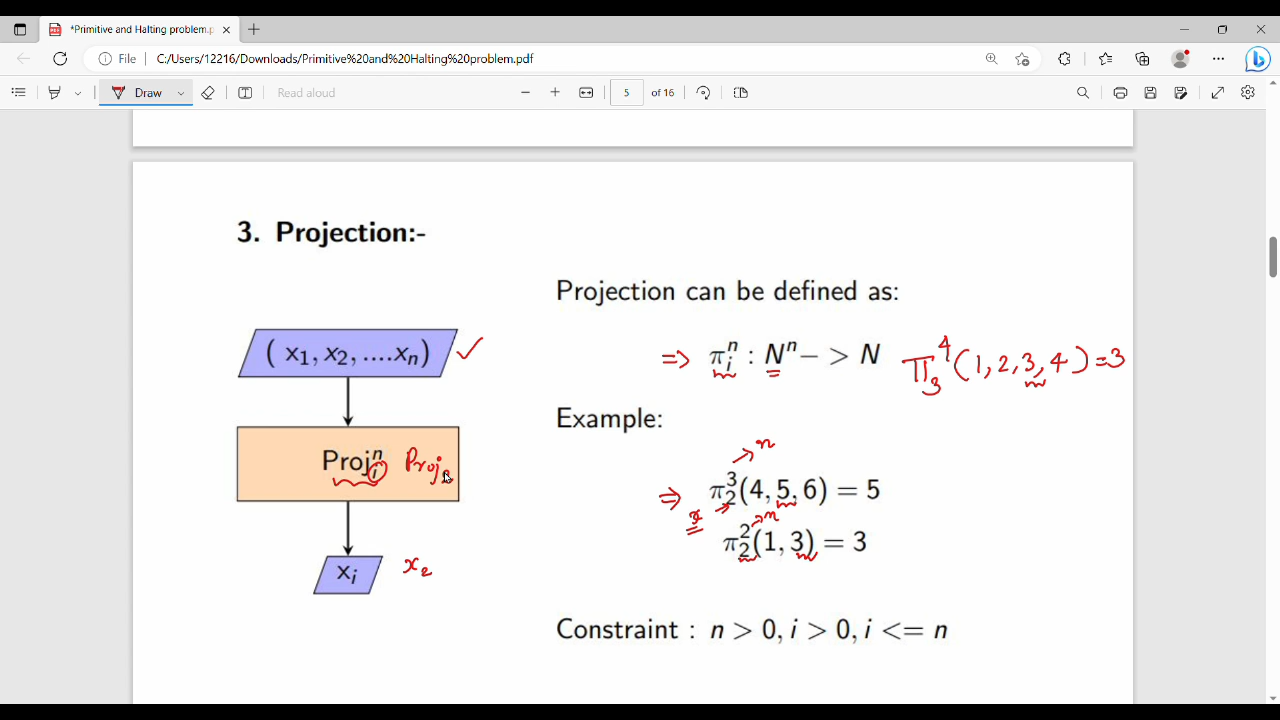 *Primitive and Halting problem.p
File C:/Users/12216/Downloads/Primitive%20and%20Halting%20problem.pdf
Draw Read aloud 5 of 16
3. Projection:-
Projection can be defined as:
( x₁, x₂, ....xₙ) ✓
⇒ πᵢⁿ : Nⁿ− > N π₃⁴(1,2,3,4)=3
Example:
Projᵢⁿ Proj₂
→n
⇒ π₂³(4, 5, 6) = 5
i → →n
π₂²(1, 3) = 3
xᵢ x₂
Constraint : n > 0, i > 0, i <= n